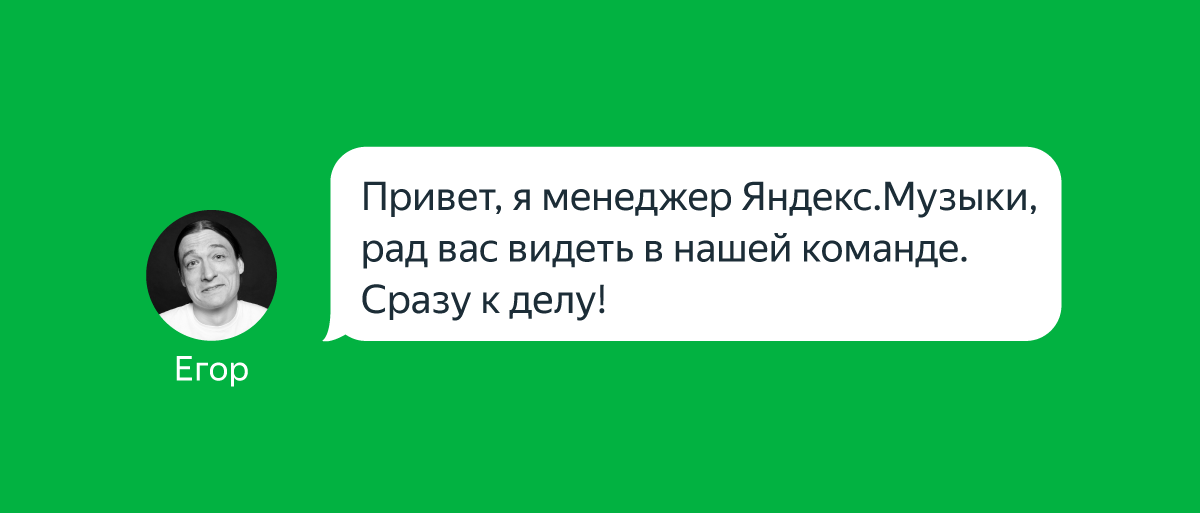 Привет, я менеджер Яндекс.Музыки,
рад вас видеть в нашей команде.
Сразу к делу!
Егор